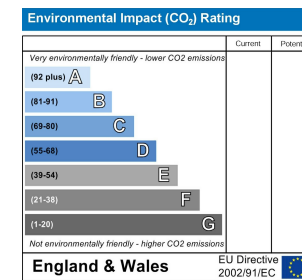 Environmental Impact (CO₂) Rating
Current
Very environmentally friendly - lower CO2 emissions
(92 plus) A
(81-91) B
(69-80) C
(55-68) D
(39-54) E
(21-38) F
(1-20) G
Not environmentally friendly - higher CO2 emissions
England & Wales
EU Directive
2002/91/EC